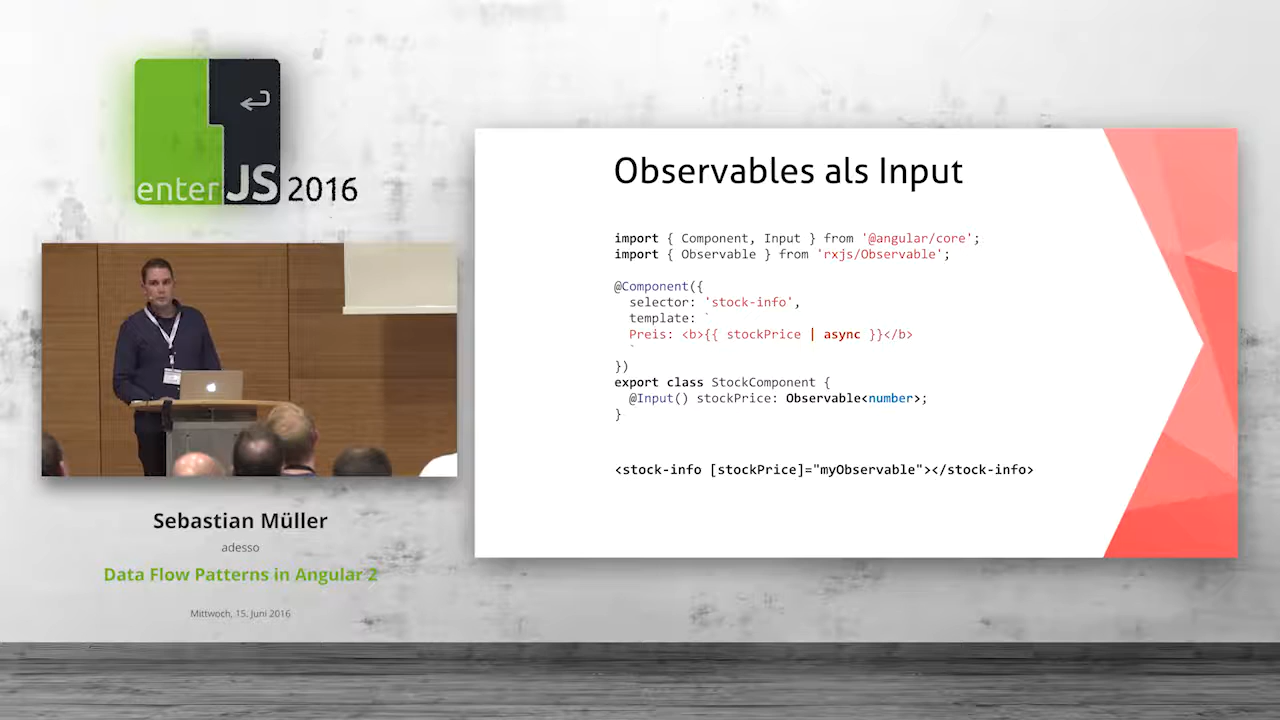 enterJS 2016
Sebastian Müller
adesso
Data Flow Patterns in Angular 2
Mittwoch, 15. Juni 2016
Observables als Input
import { Component, Input } from '@angular/core';
import { Observable } from 'rxjs/Observable';
@Component({
selector: 'stock-info',
template: `
Preis: <b>{{ stockPrice | async }}</b>
`
})
export class StockComponent {
@Input() stockPrice: Observable<number>;
}
<stock-info [stockPrice]="myObservable"></stock-info>